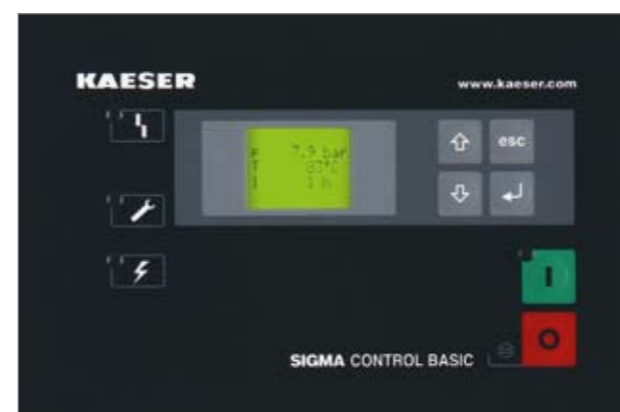 KAESER
www.kaeser.com
esc
P 7.9 bar
T 83°C
1 h
I
O
SIGMA CONTROL BASIC